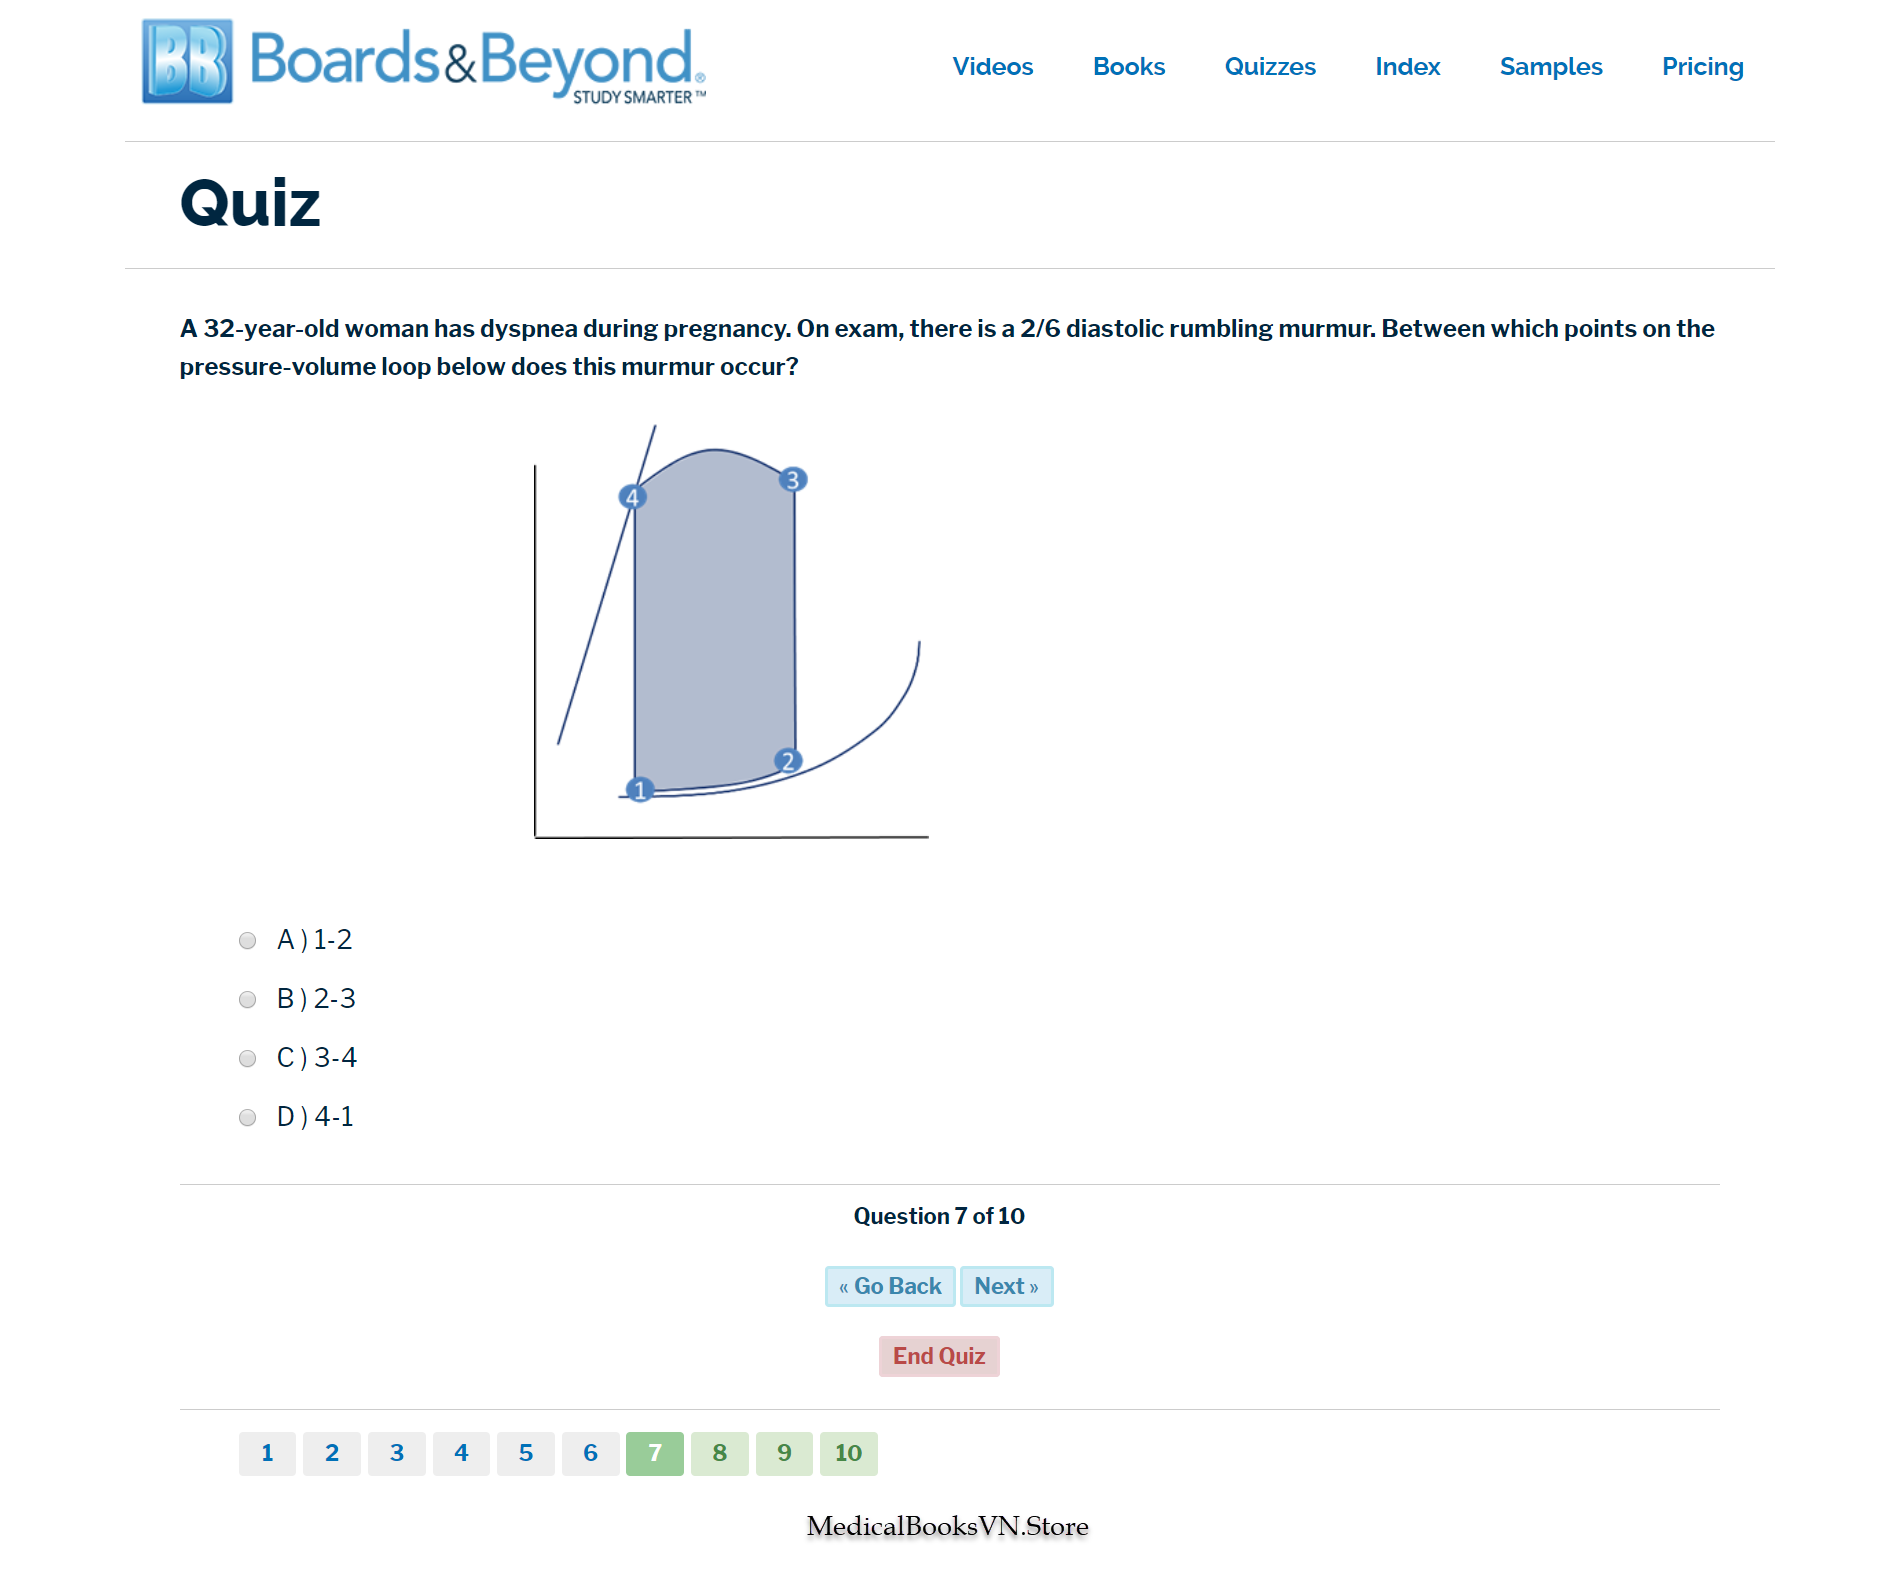 BB Boards&Beyond®
STUDY SMARTER™
Videos Books Quizzes Index Samples Pricing
Quiz
A 32-year-old woman has dyspnea during pregnancy. On exam, there is a 2/6 diastolic rumbling murmur. Between which points on the
pressure-volume loop below does this murmur occur?
4
3
2
1
A ) 1-2
B ) 2-3
C ) 3-4
D ) 4-1
Question 7 of 10
« Go Back Next »
End Quiz
1 2 3 4 5 6 7 8 9 10
MedicalBooksVN.Store